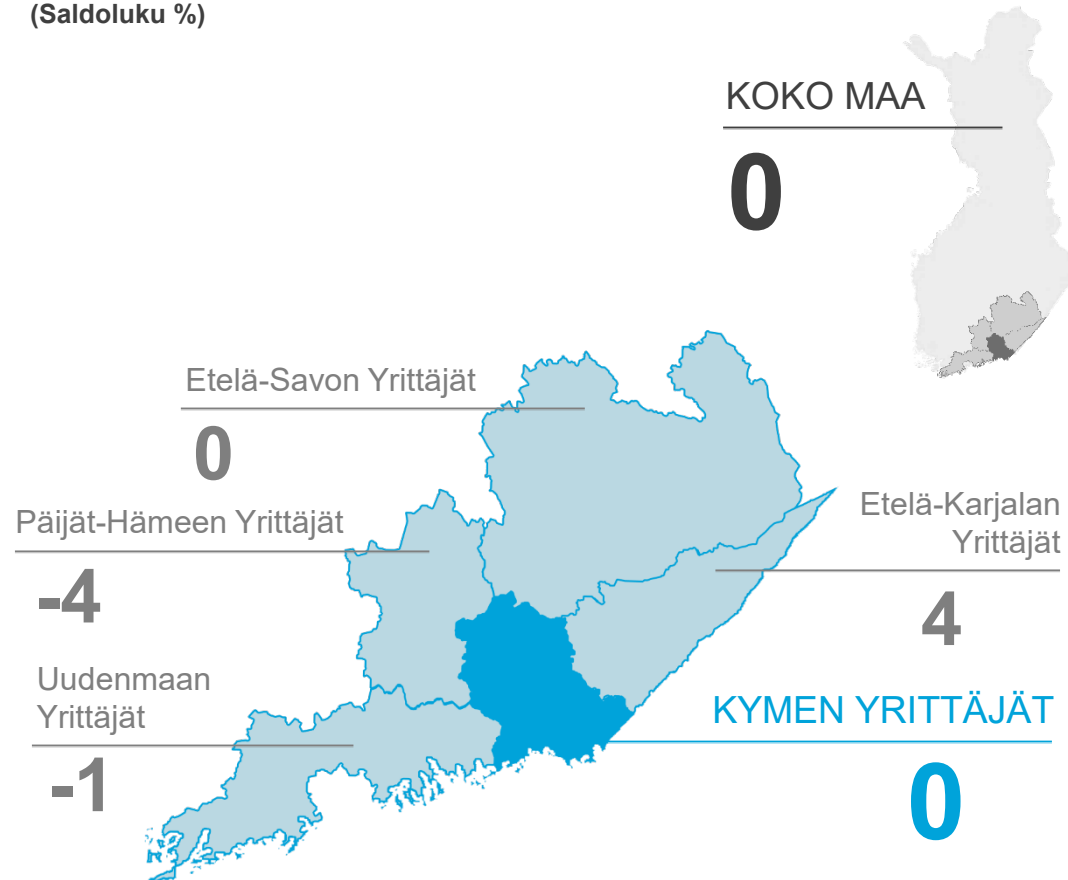 (Saldoluku %)
KOKO MAA
0
Etelä-Savon Yrittäjät
0
Päijät-Hämeen Yrittäjät
-4
Etelä-Karjalan
Yrittäjät
4
Uudenmaan
Yrittäjät
-1
KYMEN YRITTÄJÄT
0